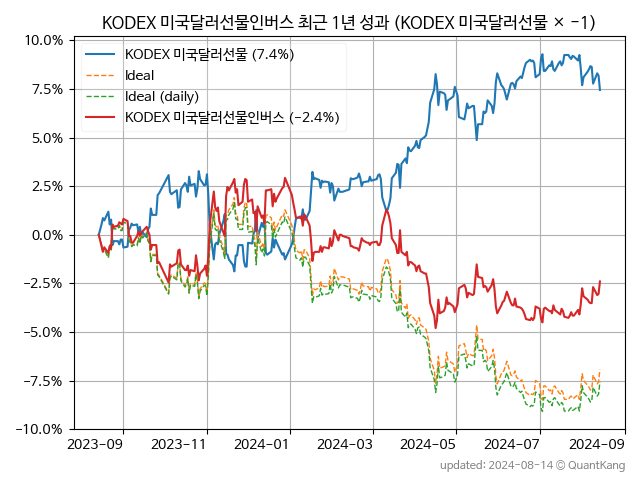 KODEX 미국달러선물인버스 최근 1년 성과 (KODEX 미국달러선물 × −1)
KODEX 미국달러선물 (7.4%)
Ideal
Ideal (daily)
KODEX 미국달러선물인버스 (−2.4%)
10.0%
7.5%
5.0%
2.5%
0.0%
−2.5%
−5.0%
−7.5%
−10.0%
2023-09 2023-11 2024-01 2024-03 2024-05 2024-07 2024-09
updated: 2024-08-14 © QuantKang